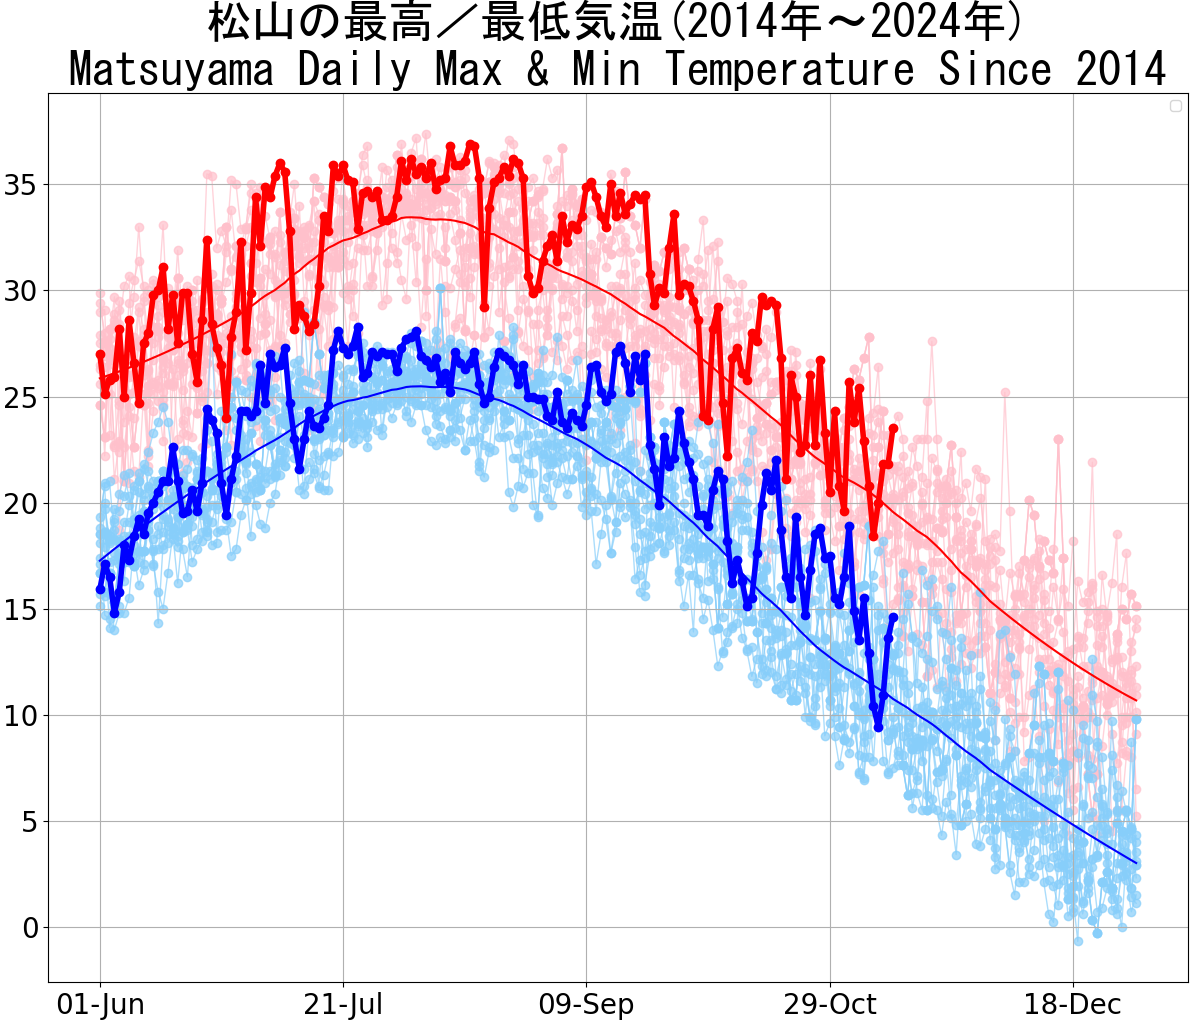 松山の最高／最低気温(2014年～2024年)
Matsuyama Daily Max & Min Temperature Since 2014
35
30
25
20
15
10
5
0
01-Jun 21-Jul 09-Sep 29-Oct 18-Dec